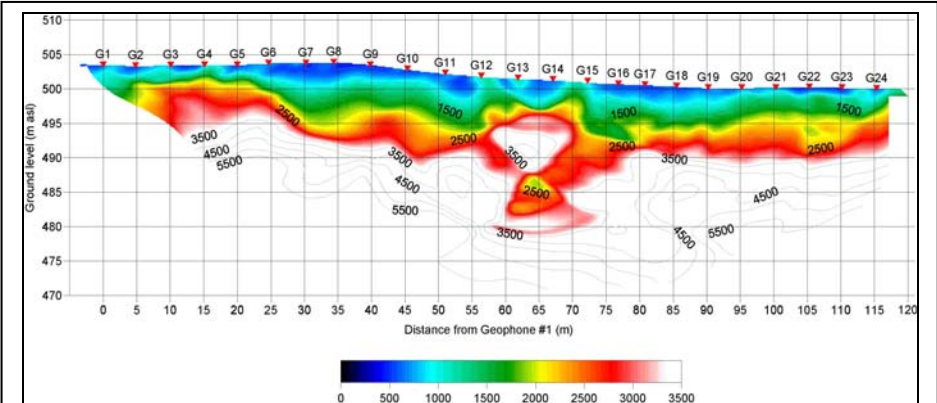 510
505
500
495
490
485
480
475
470
Ground level (m asl)
G1 G2 G3 G4 G5 G6 G7 G8 G9 G10 G11 G12 G13 G14 G15 G16 G17 G18 G19 G20 G21 G22 G23 G24
2500 1500 1500 1500
2500 2500 2500
3500 3500 3500 3500
4500 4500 4500
5500 2500
5500 4500 5500
3500
0 5 10 15 20 25 30 35 40 45 50 55 60 65 70 75 80 85 90 95 100 105 110 115 120
Distance from Geophone #1 (m)
0 500 1000 1500 2000 2500 3000 3500